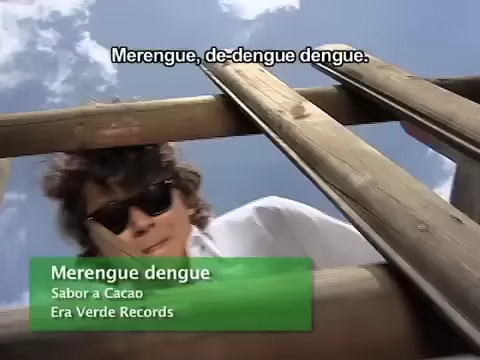 Merengue, de-dengue dengue.
Merengue dengue
Sabor a Cacao
Era Verde Records